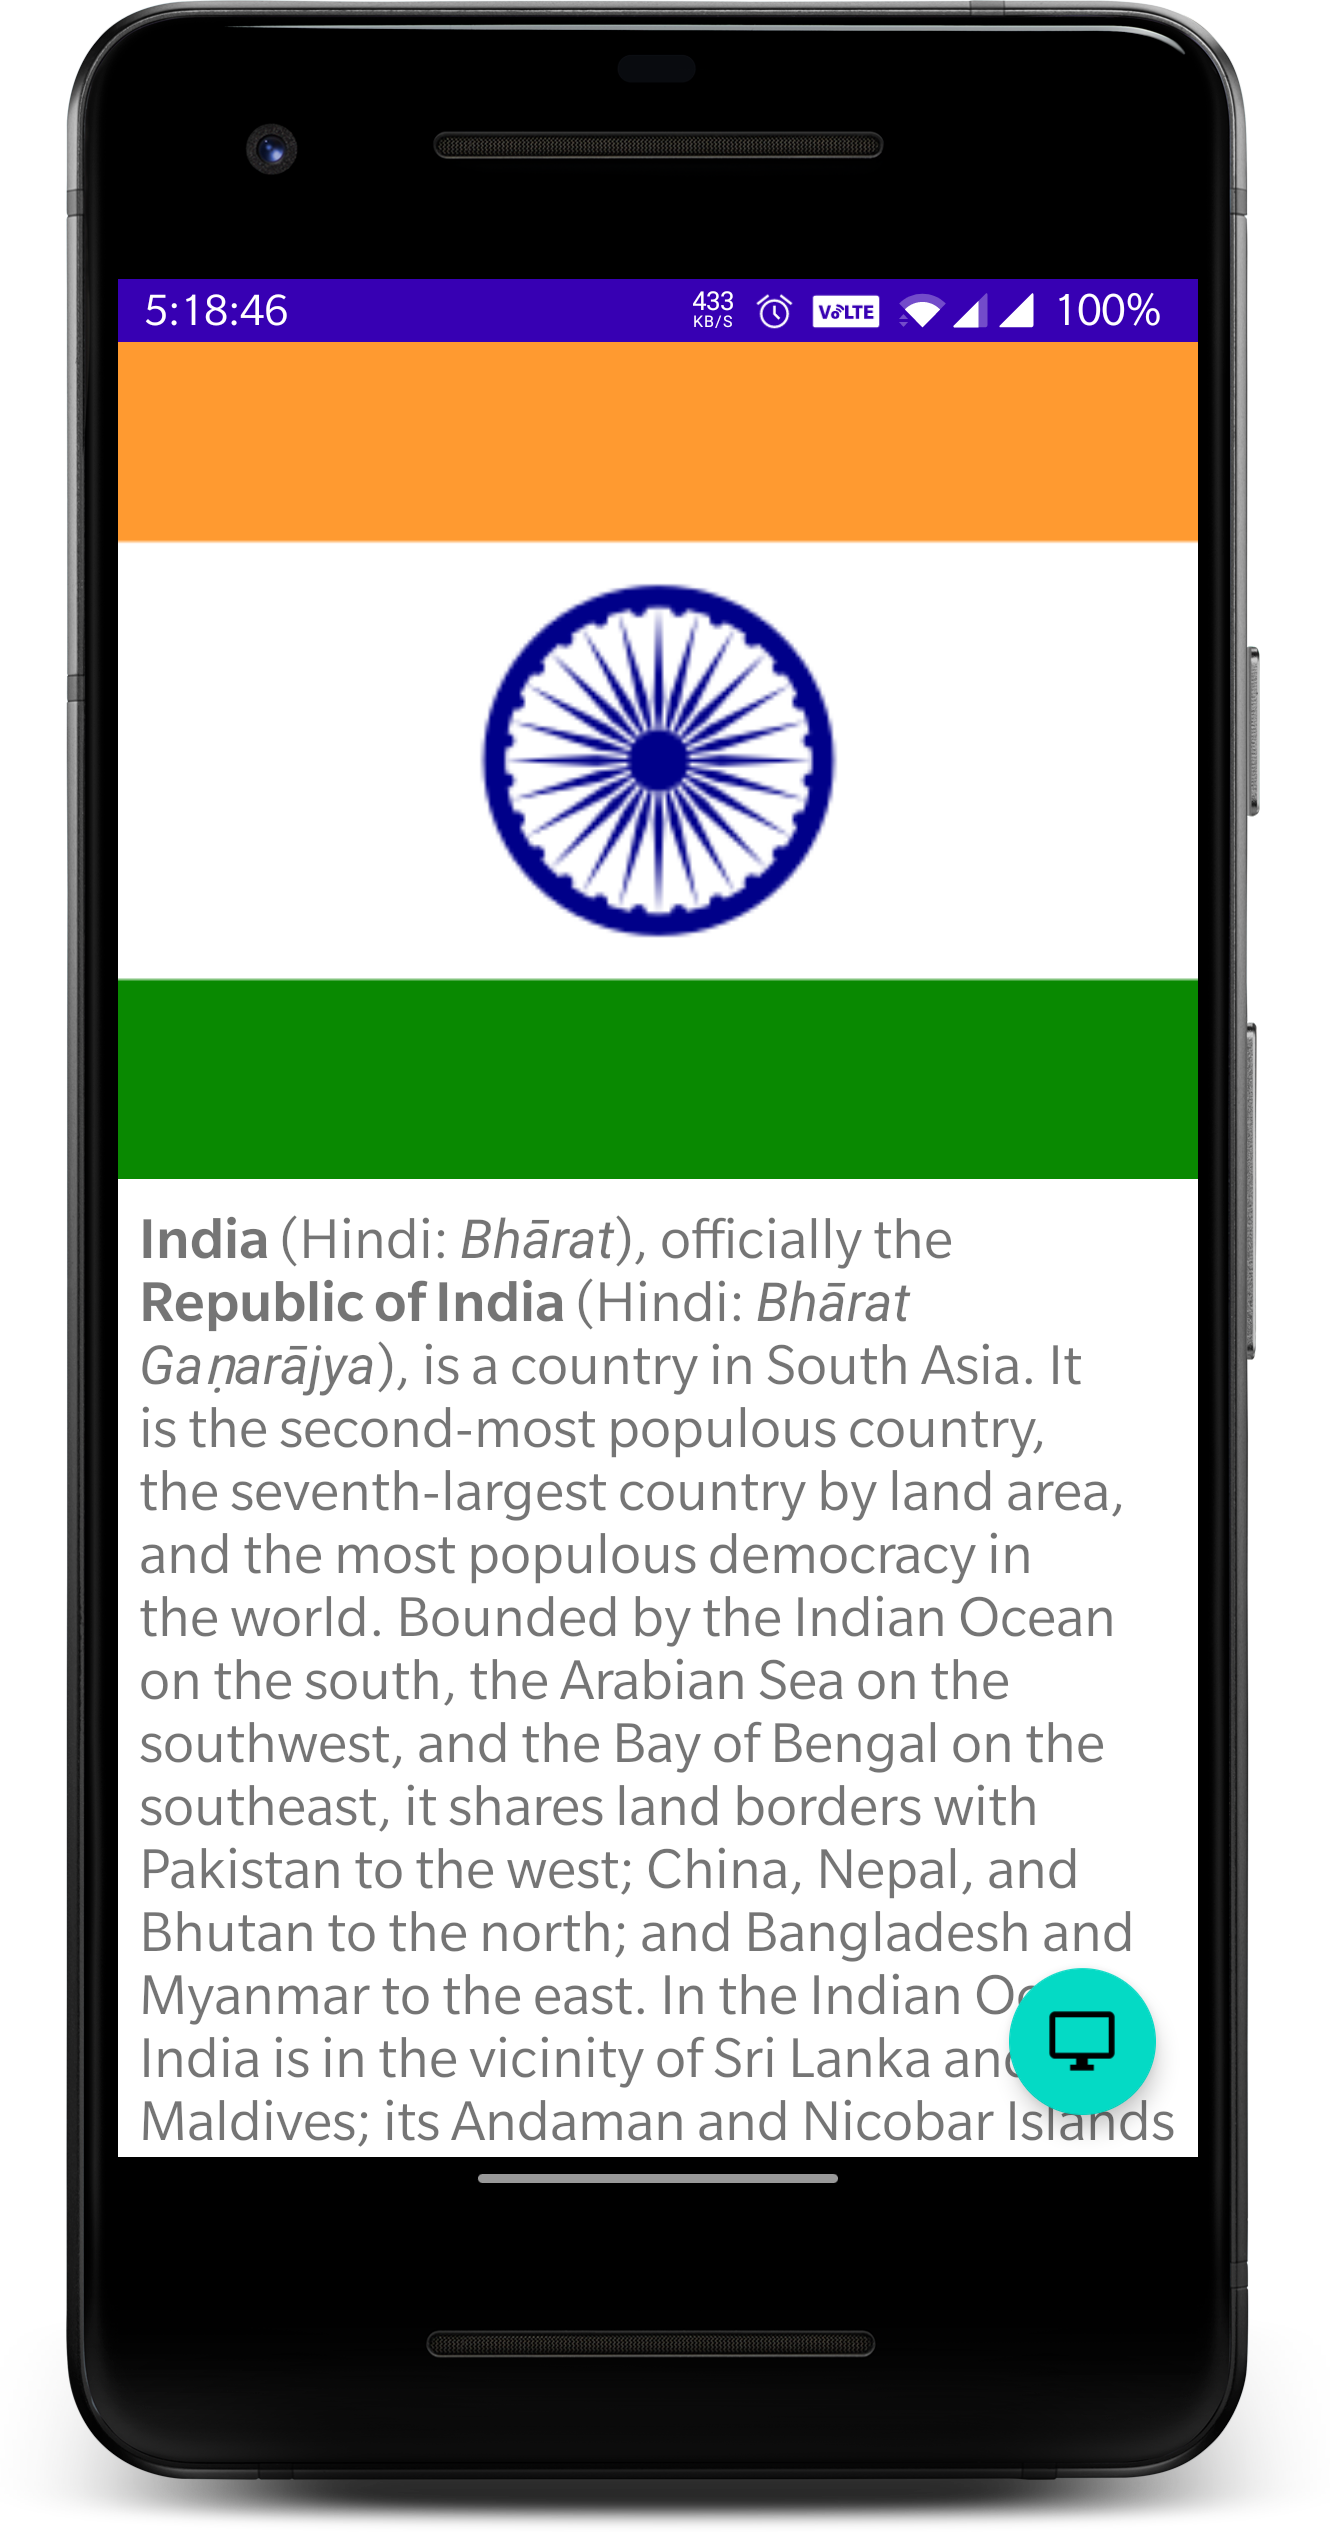 5:18:46 433 KB/S VoLTE 100%
India (Hindi: Bhārat), officially the
Republic of India (Hindi: Bhārat
Gaṇarājya), is a country in South Asia. It
is the second-most populous country,
the seventh-largest country by land area,
and the most populous democracy in
the world. Bounded by the Indian Ocean
on the south, the Arabian Sea on the
southwest, and the Bay of Bengal on the
southeast, it shares land borders with
Pakistan to the west; China, Nepal, and
Bhutan to the north; and Bangladesh and
Myanmar to the east. In the Indian
India is in the vicinity of Sri Lanka and
Maldives; its Andaman and Nicobar Islands